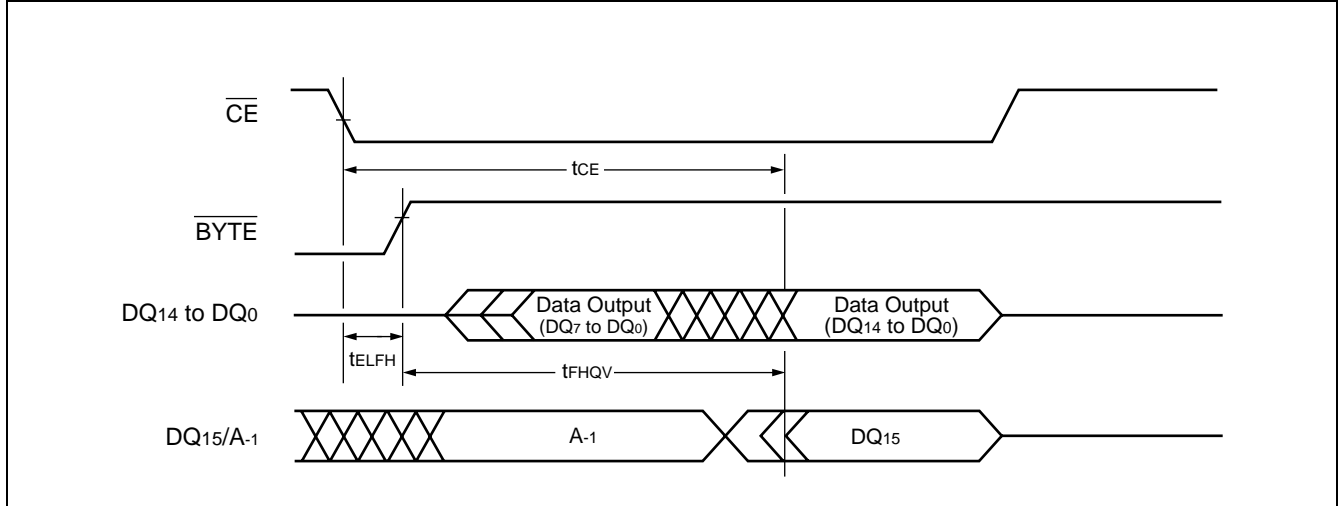 CE
tCE
BYTE
DQ14 to DQ0
Data Output
(DQ7 to DQ0)
Data Output
(DQ14 to DQ0)
tELFH
tFHQV
DQ15/A-1
A-1
DQ15